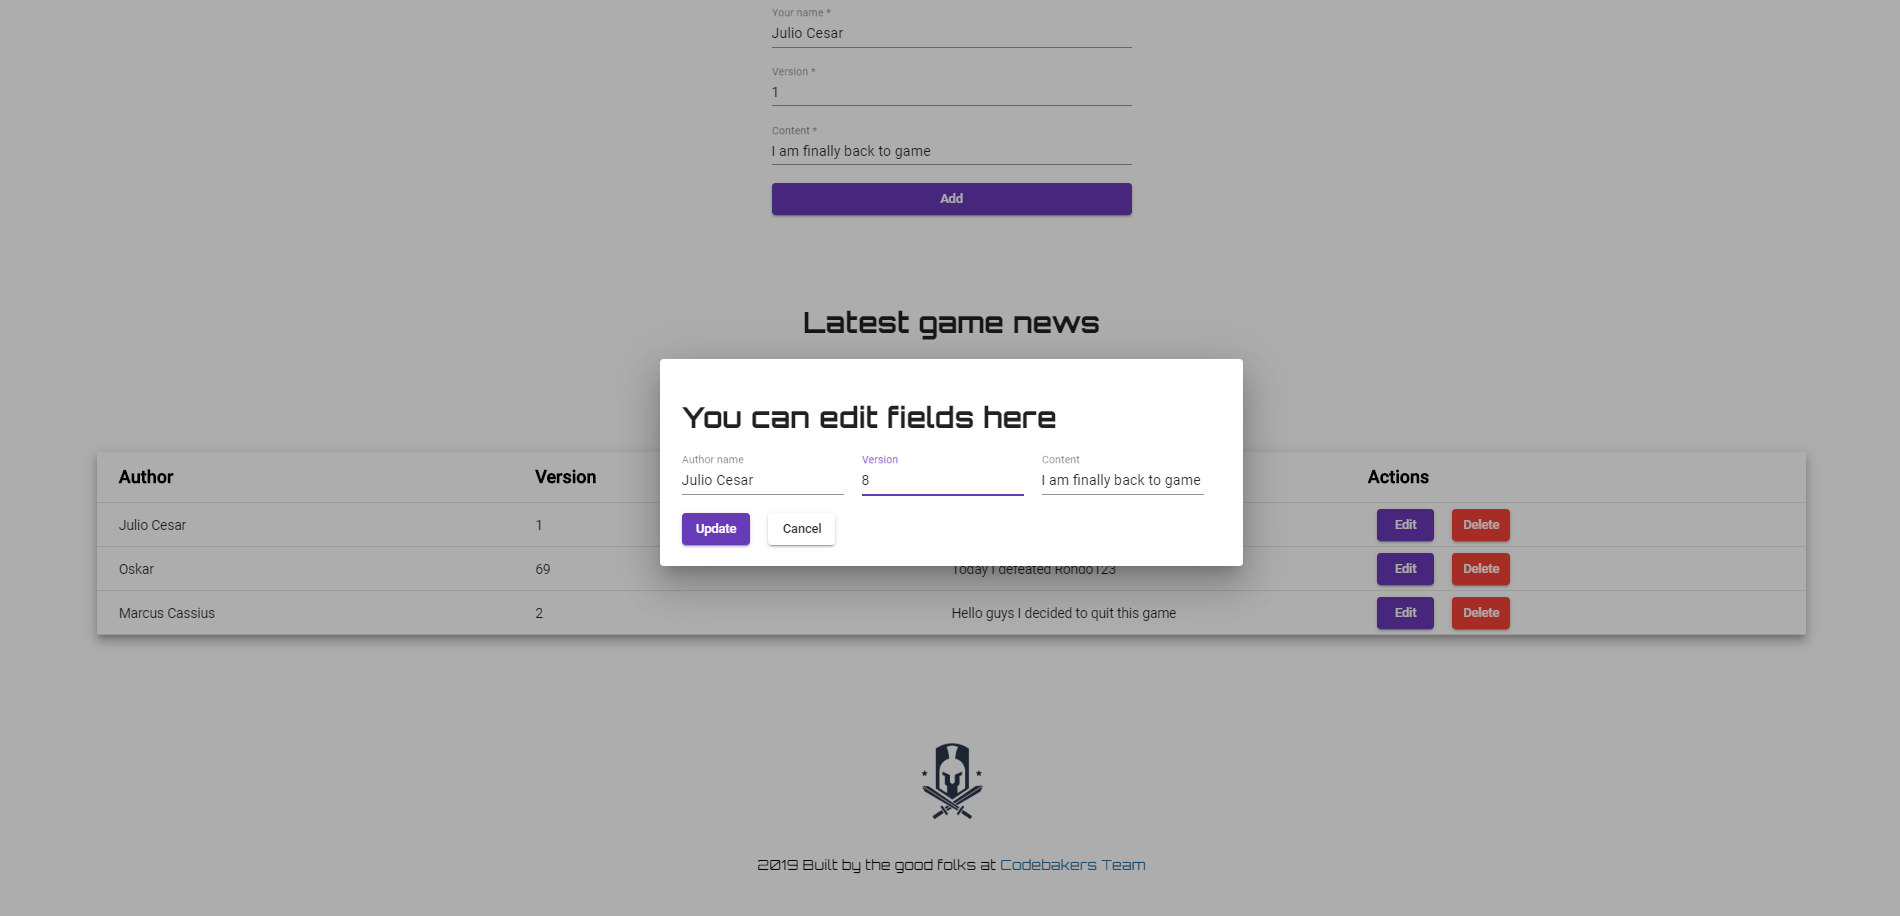 Your name *
Julio Cesar
Version *
1
Content *
I am finally back to game
Add
Latest game news
You can edit fields here
Author name Version Content
Julio Cesar 8 I am finally back to game
Update Cancel
Author Version Actions
Julio Cesar 1 Edit Delete
Oskar 69 Today I defeated Rondo123 Edit Delete
Marcus Cassius 2 Hello guys I decided to quit this game Edit Delete
2019 Built by the good folks at Codebakers Team